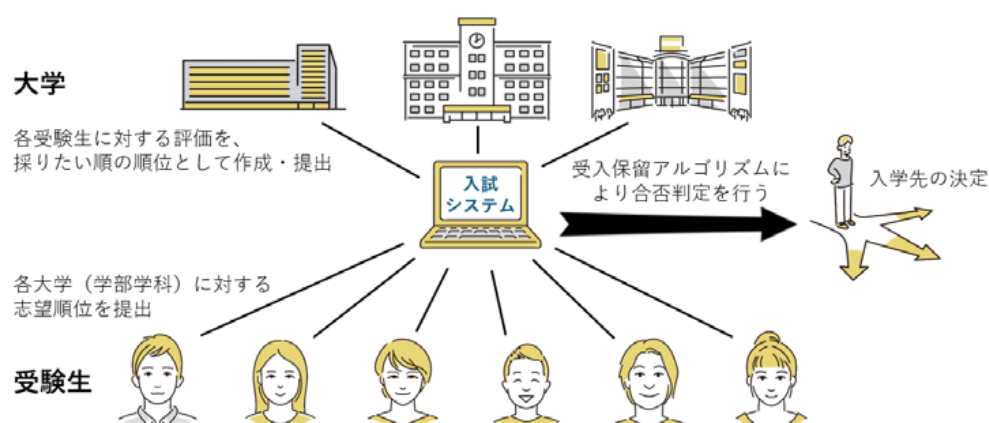 大学
各受験生に対する評価を、
採りたい順の順位として作成・提出
入試
システム
受入保留アルゴリズムに
より合否判定を行う
入学先の決定
各大学（学部学科）に対する
志望順位を提出
受験生